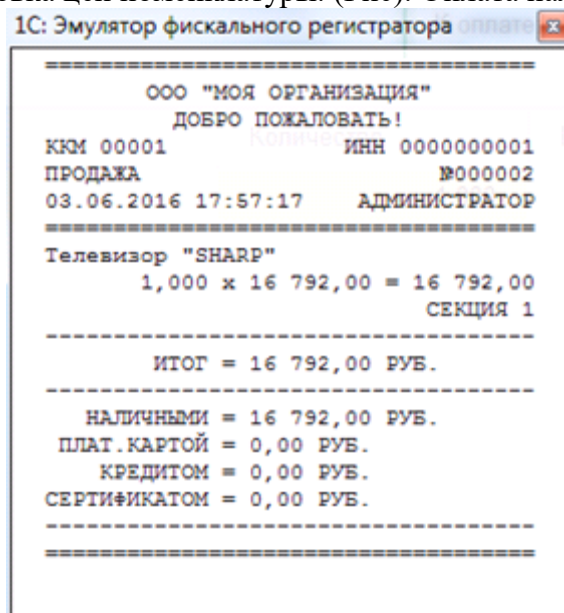 1С: Эмулятор фискального регистратора
===================================
ООО "МОЯ ОРГАНИЗАЦИЯ"
ДОБРО ПОЖАЛОВАТЬ!
ККМ 00001 ИНН 0000000001
ПРОДАЖА №000002
03.06.2016 17:57:17 АДМИНИСТРАТОР
===================================
Телевизор "SHARP"
1,000 x 16 792,00 = 16 792,00
СЕКЦИЯ 1
-----------------------------------
ИТОГ = 16 792,00 РУБ.
-----------------------------------
НАЛИЧНЫМИ = 16 792,00 РУБ.
ПЛАТ.КАРТОЙ = 0,00 РУБ.
КРЕДИТОМ = 0,00 РУБ.
СЕРТИФИКАТОМ = 0,00 РУБ.
-----------------------------------
===================================